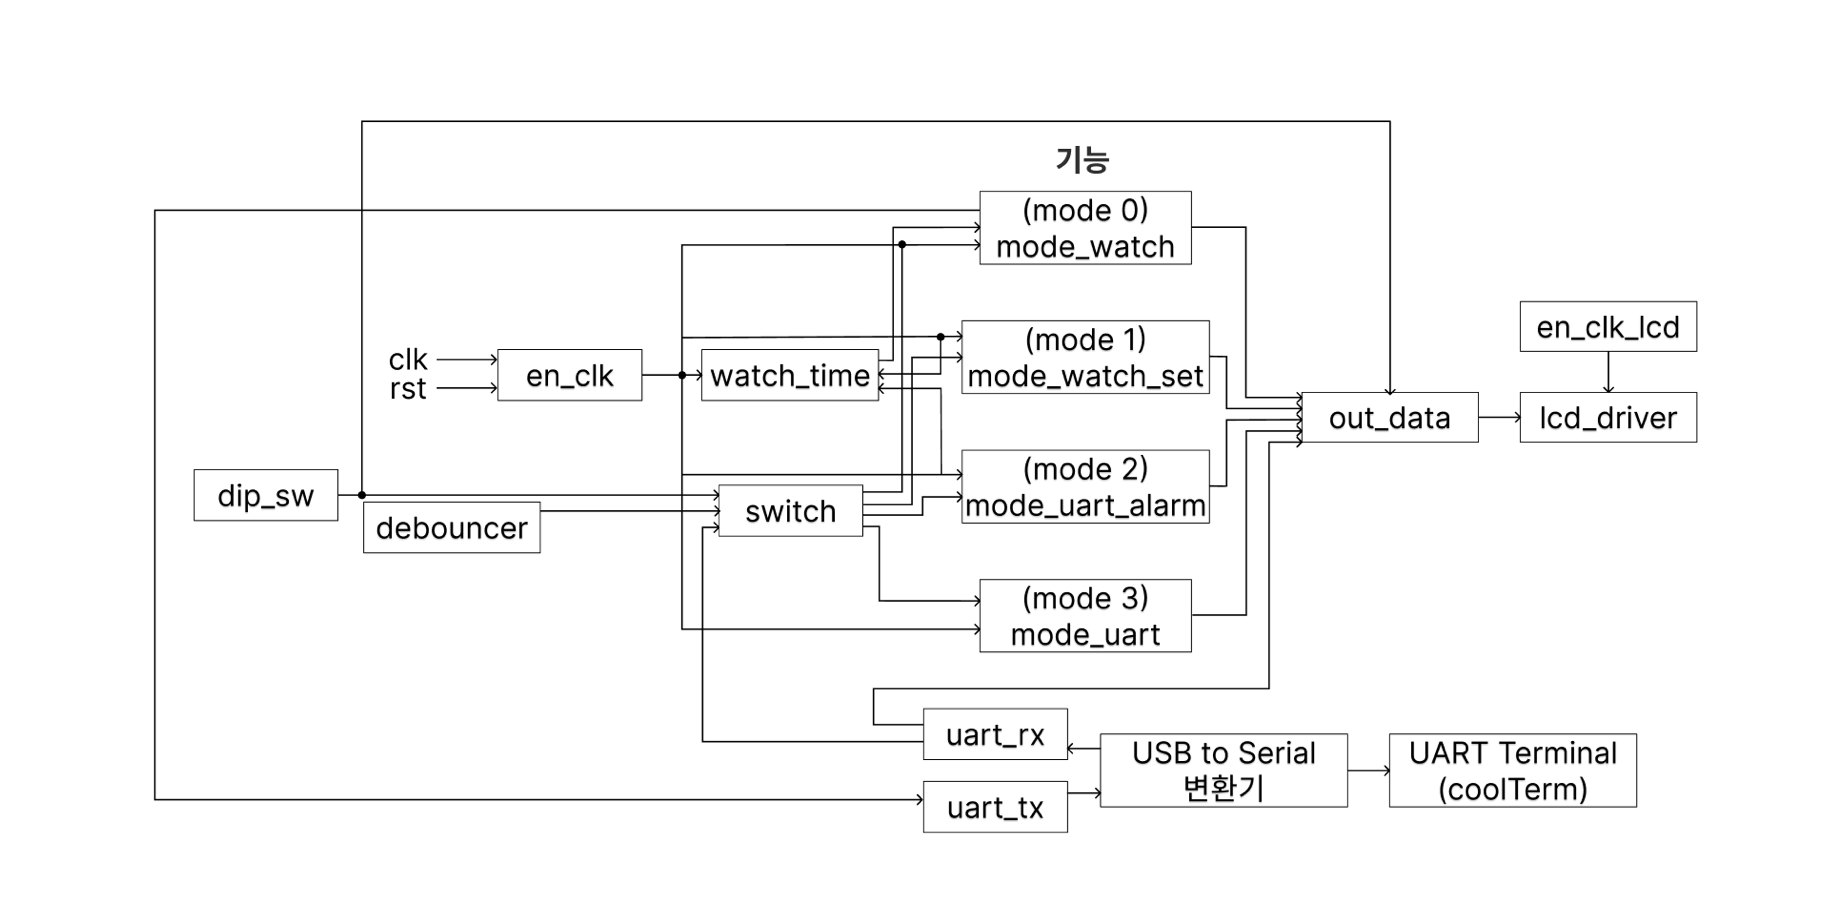 기능
(mode 0)
mode_watch
(mode 1)
mode_watch_set
clk
rst
en_clk
watch_time
en_clk_lcd
out_data
lcd_driver
(mode 2)
mode_uart_alarm
dip_sw
debouncer
switch
(mode 3)
mode_uart
uart_rx
USB to Serial
변환기
UART Terminal
(coolTerm)
uart_tx